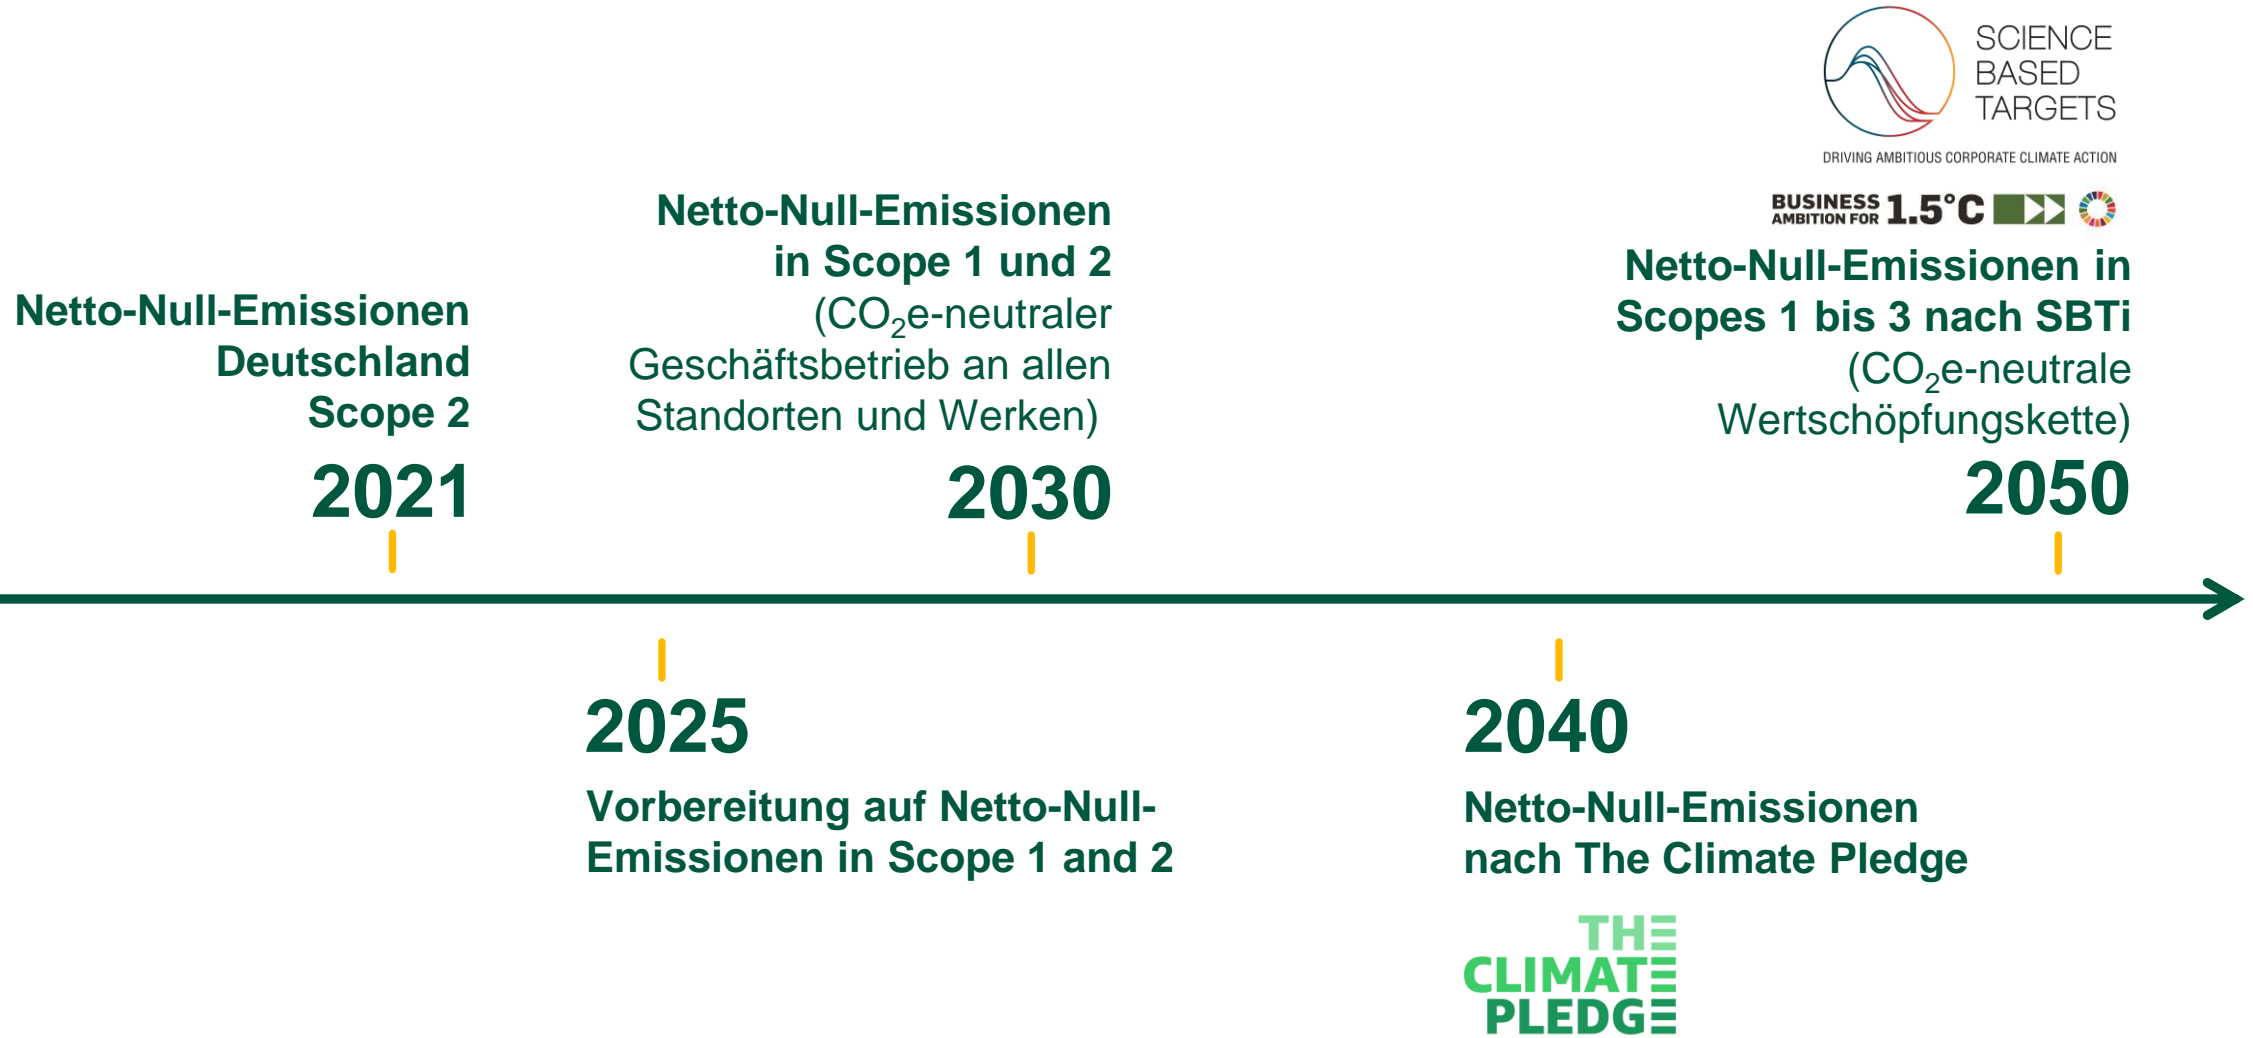 SCIENCE
BASED
TARGETS
DRIVING AMBITIOUS CORPORATE CLIMATE ACTION
BUSINESS
AMBITION FOR 1.5°C
Netto-Null-Emissionen
Deutschland
Scope 2
2021
Netto-Null-Emissionen
in Scope 1 und 2
(CO₂e-neutraler
Geschäftsbetrieb an allen
Standorten und Werken)
2030
Netto-Null-Emissionen in
Scopes 1 bis 3 nach SBTi
(CO₂e-neutrale
Wertschöpfungskette)
2050
2025
Vorbereitung auf Netto-Null-
Emissionen in Scope 1 and 2
2040
Netto-Null-Emissionen
nach The Climate Pledge
THE
CLIMATE
PLEDGE